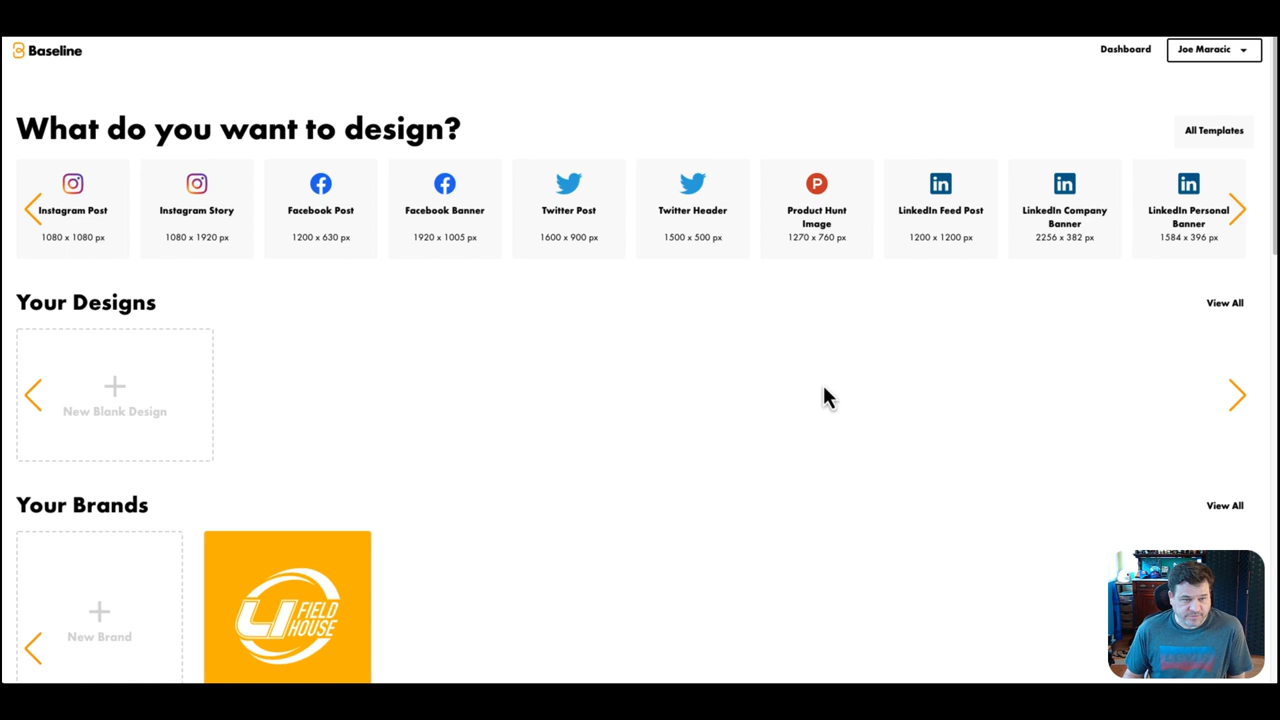 Baseline
Dashboard
Joe Maracic
What do you want to design?
All Templates
Instagram Post
1080 x 1080 px
Instagram Story
1080 x 1920 px
Facebook Post
1200 x 630 px
Facebook Banner
1920 x 1005 px
Twitter Post
1600 x 900 px
Twitter Header
1500 x 500 px
P
Product Hunt
Image
1270 x 760 px
in
LinkedIn Feed Post
1200 x 1200 px
in
LinkedIn Company
Banner
2256 x 382 px
in
LinkedIn Personal
Banner
1584 x 396 px
Your Designs
View All
New Blank Design
Your Brands
View All
New Brand
U FIELD
HOUSE